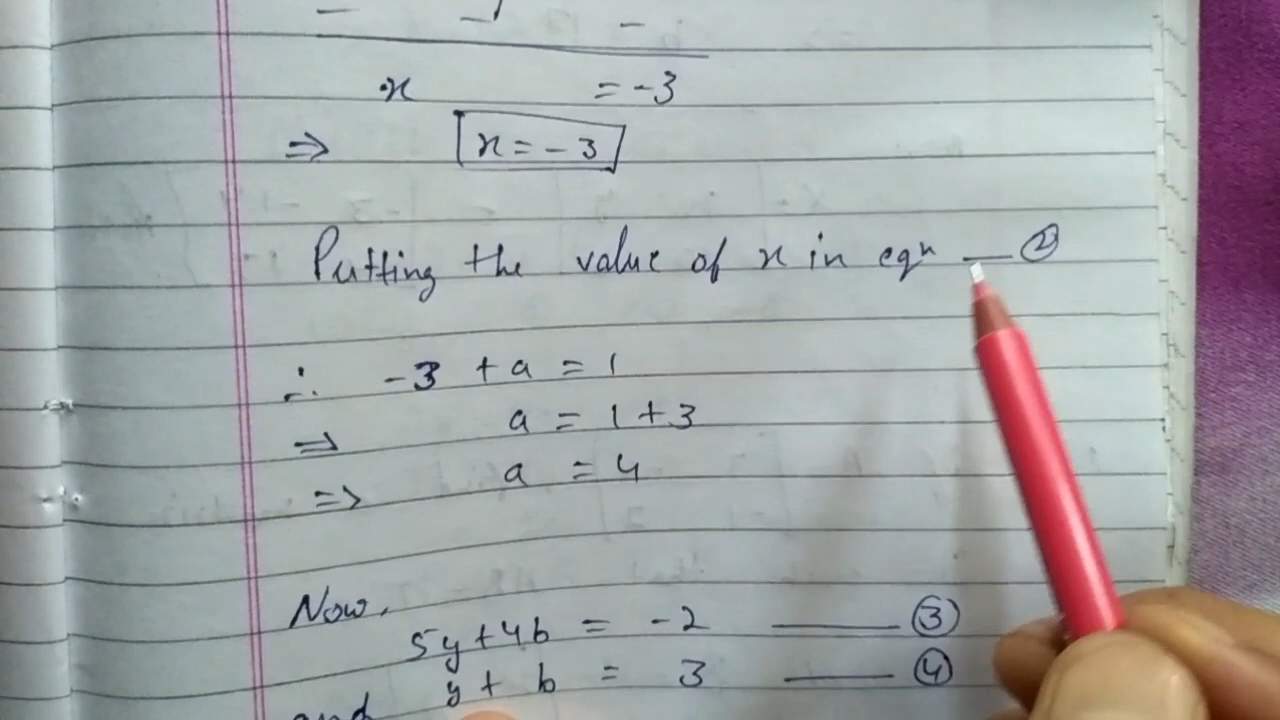 x = -3
⇒ x = -3
Putting the value of x in eqn — ②
∴ -3 + a = 1
⇒ a = 1 + 3
⇒ a = 4
Now,
5y + 4b = -2 — ③
and y + b = 3 — ④